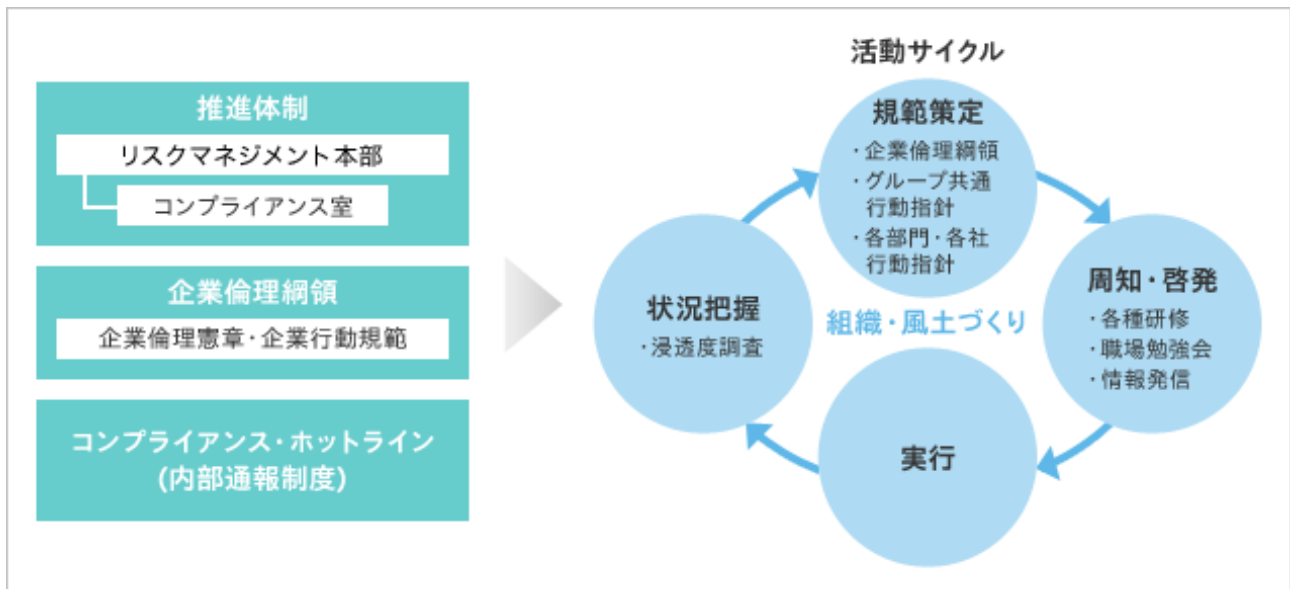 推進体制
リスクマネジメント本部
コンプライアンス室
企業倫理綱領
企業倫理憲章・企業行動規範
コンプライアンス・ホットライン
(内部通報制度)
活動サイクル
規範策定
・企業倫理綱領
・グループ共通
行動指針
・各部門・各社
行動指針
周知・啓発
・各種研修
・職場勉強会
・情報発信
実行
状況把握
・浸透度調査
組織・風土づくり